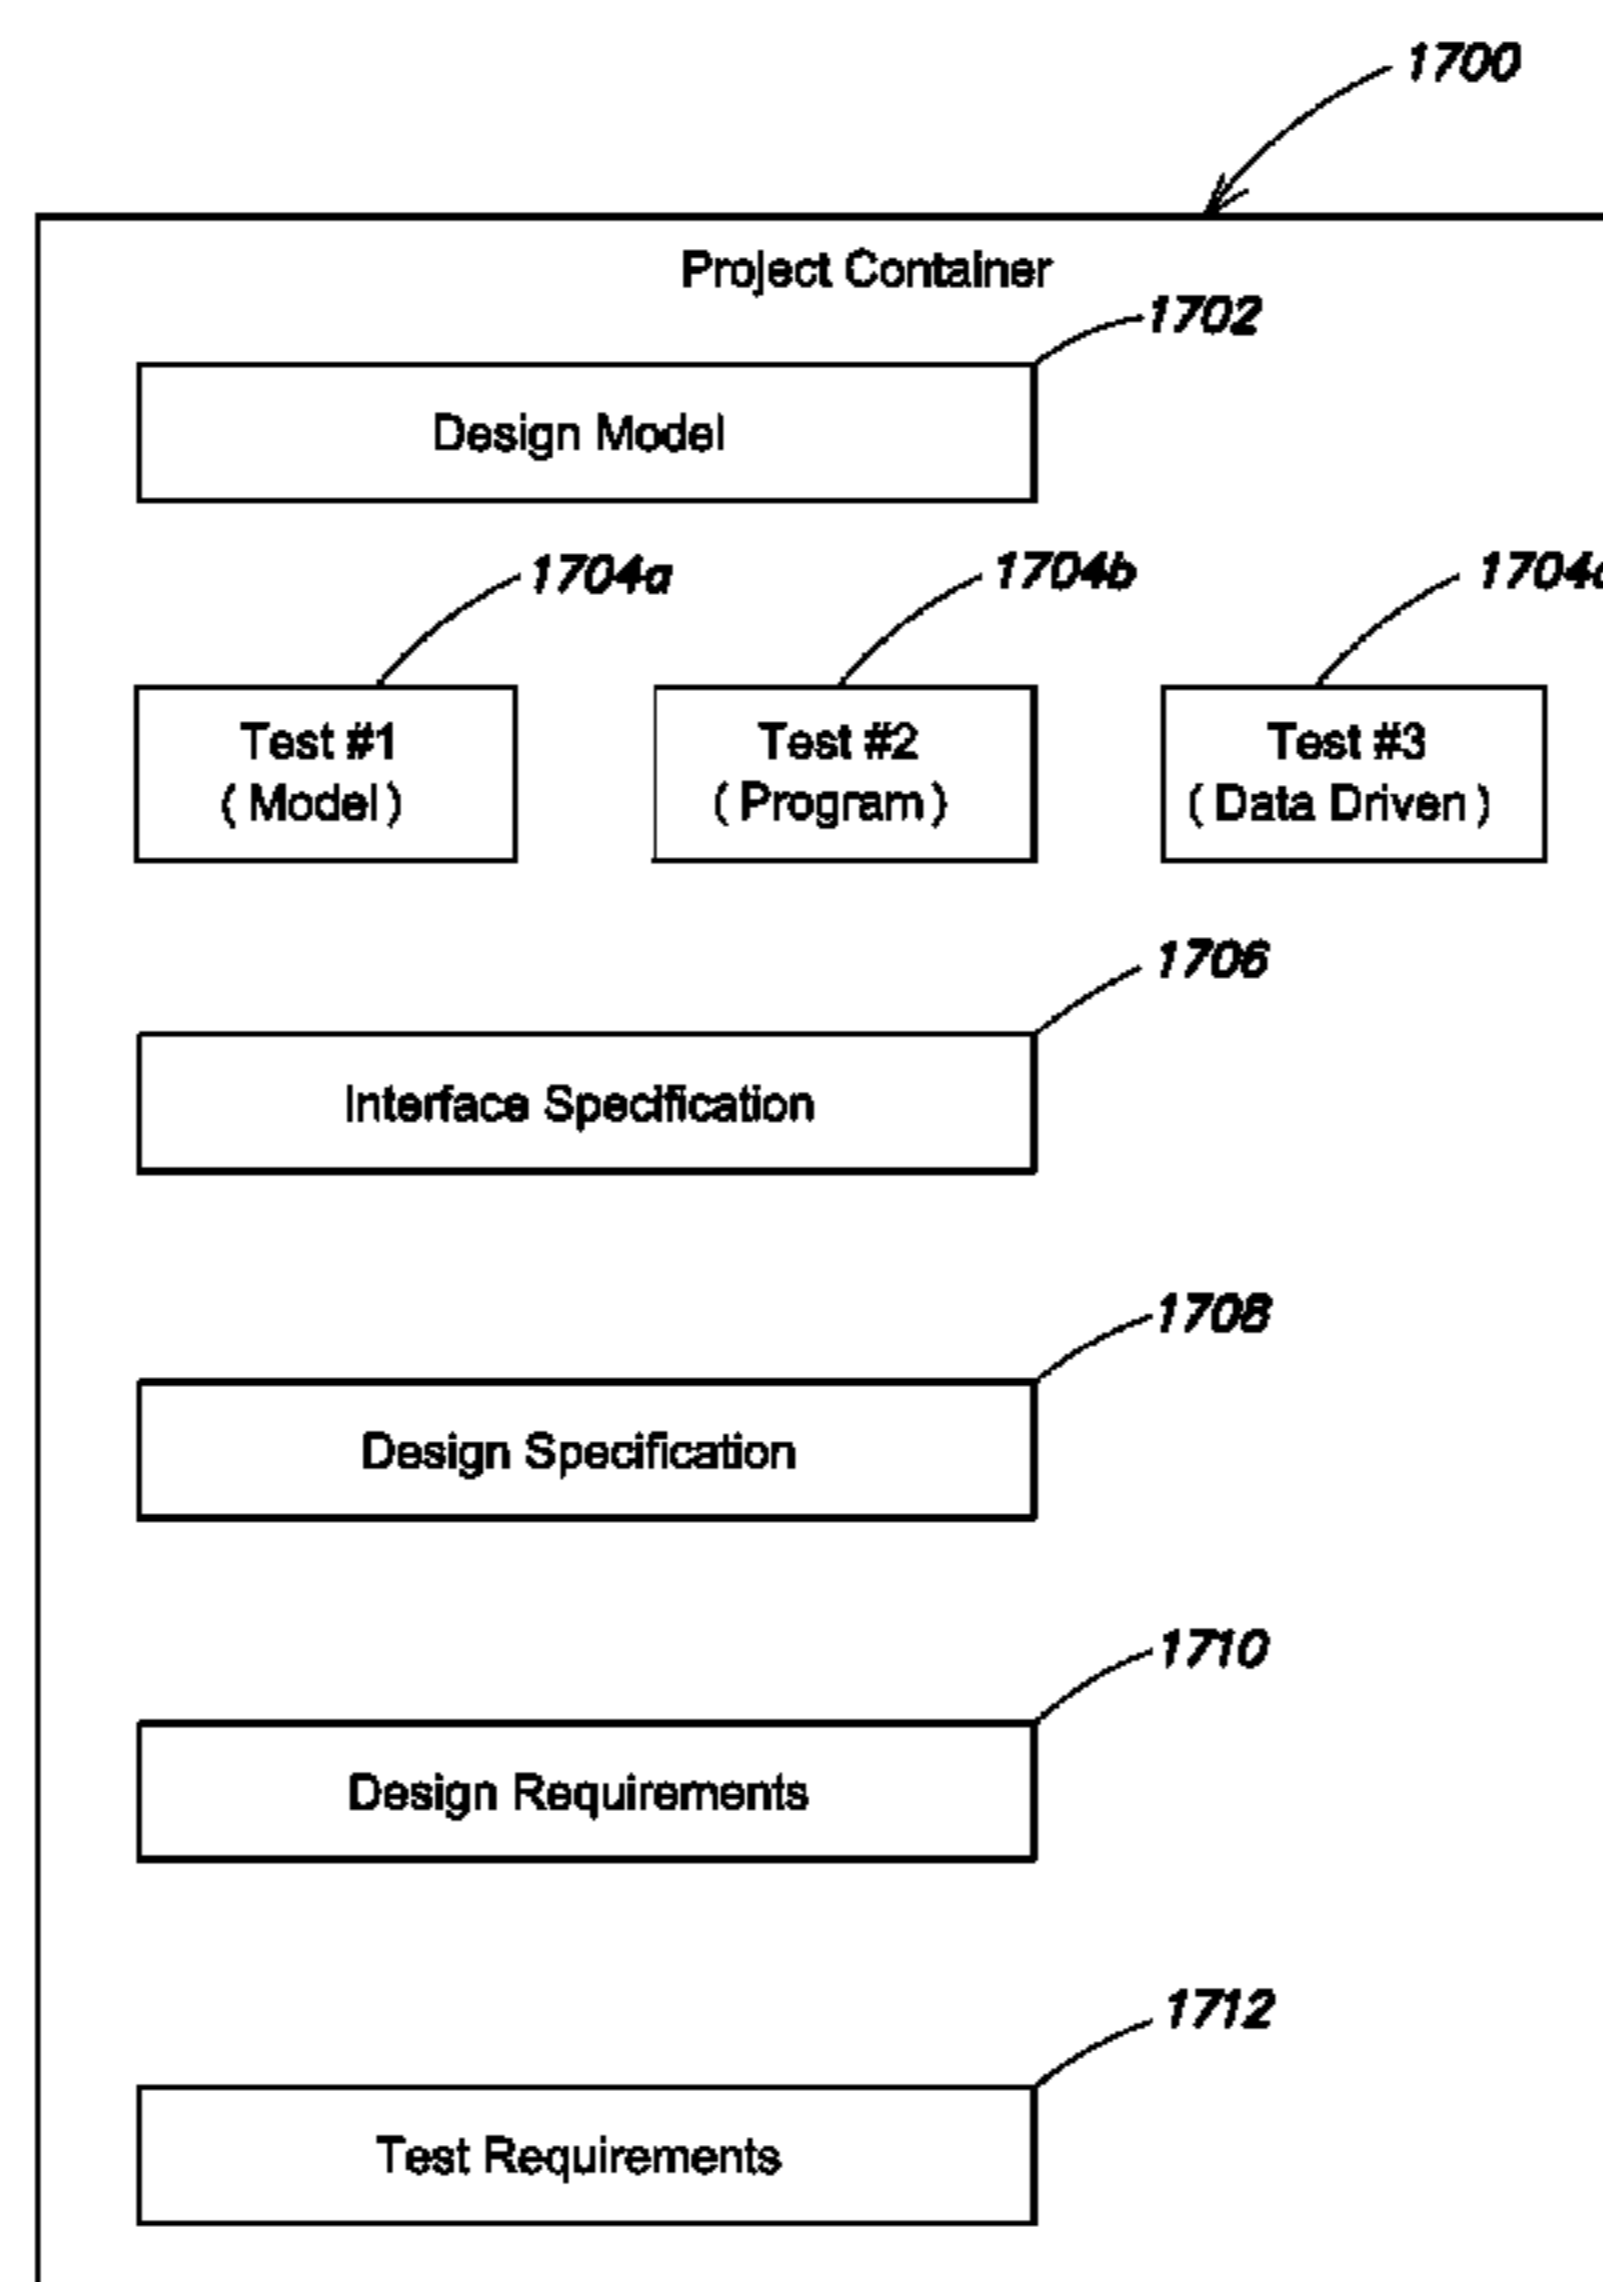 1700
Project Container
1702
Design Model
1704a
1704b
Test #1
(Model)
Test #2
(Program)
Test #3
(Data Driven)
1706
Interface Specification
1708
Design Specification
1710
Design Requirements
1712
Test Requirements